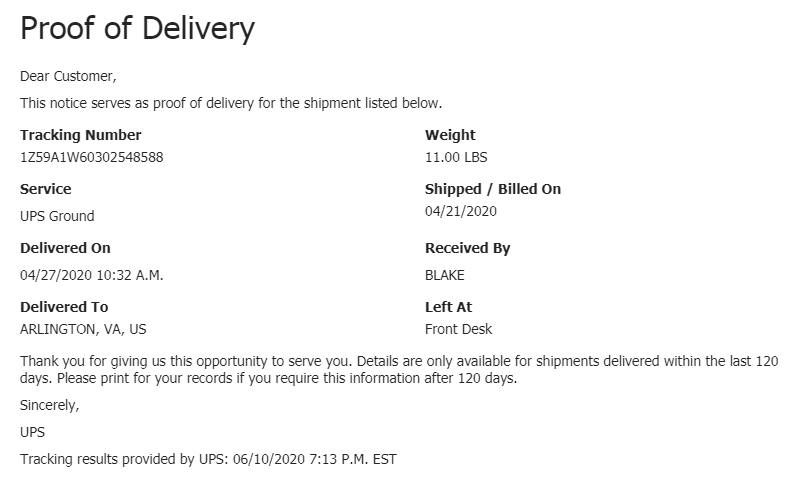 Proof of Delivery
Dear Customer,
This notice serves as proof of delivery for the shipment listed below.
Tracking Number
1Z59A1W60302548588
Weight
11.00 LBS
Service
UPS Ground
Shipped / Billed On
04/21/2020
Delivered On
04/27/2020 10:32 A.M.
Received By
BLAKE
Delivered To
ARLINGTON, VA, US
Left At
Front Desk
Thank you for giving us this opportunity to serve you. Details are only available for shipments delivered within the last 120
days. Please print for your records if you require this information after 120 days.
Sincerely,
UPS
Tracking results provided by UPS: 06/10/2020 7:13 P.M. EST